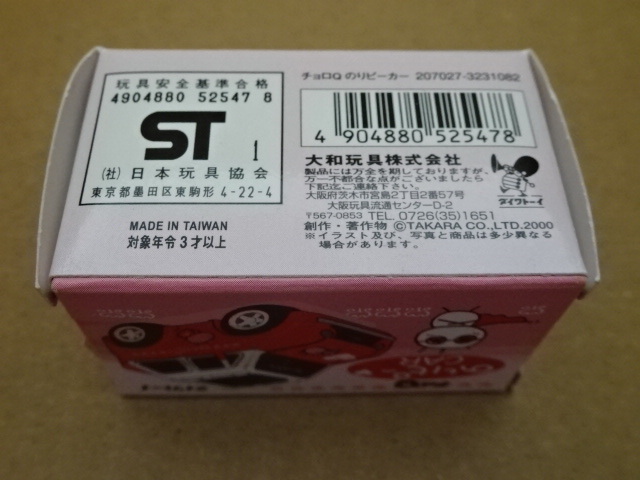 玩具安全基準合格
4904880 52547 8
ST 1
(社)日本玩具協会
東京都墨田区東駒形 4-22-4
MADE IN TAIWAN
対象年令3才以上
チョロQ のりピーカー 207027-3231082
4 904880 525478
大和玩具株式会社
製品には万全を期しておりますが、
万一不都合な点がございましたら
下記迄ご連絡下さい。
大阪府茨木市宮島2丁目2番57号
大阪玩具流通センターD-2
〒567-0853 TEL 0726(35)1651
創作・著作物 ©TAKARA CO.,LTD.2000
※イラスト及び、写真と商品は多少異なる
場合があります。
ダイワトーイ